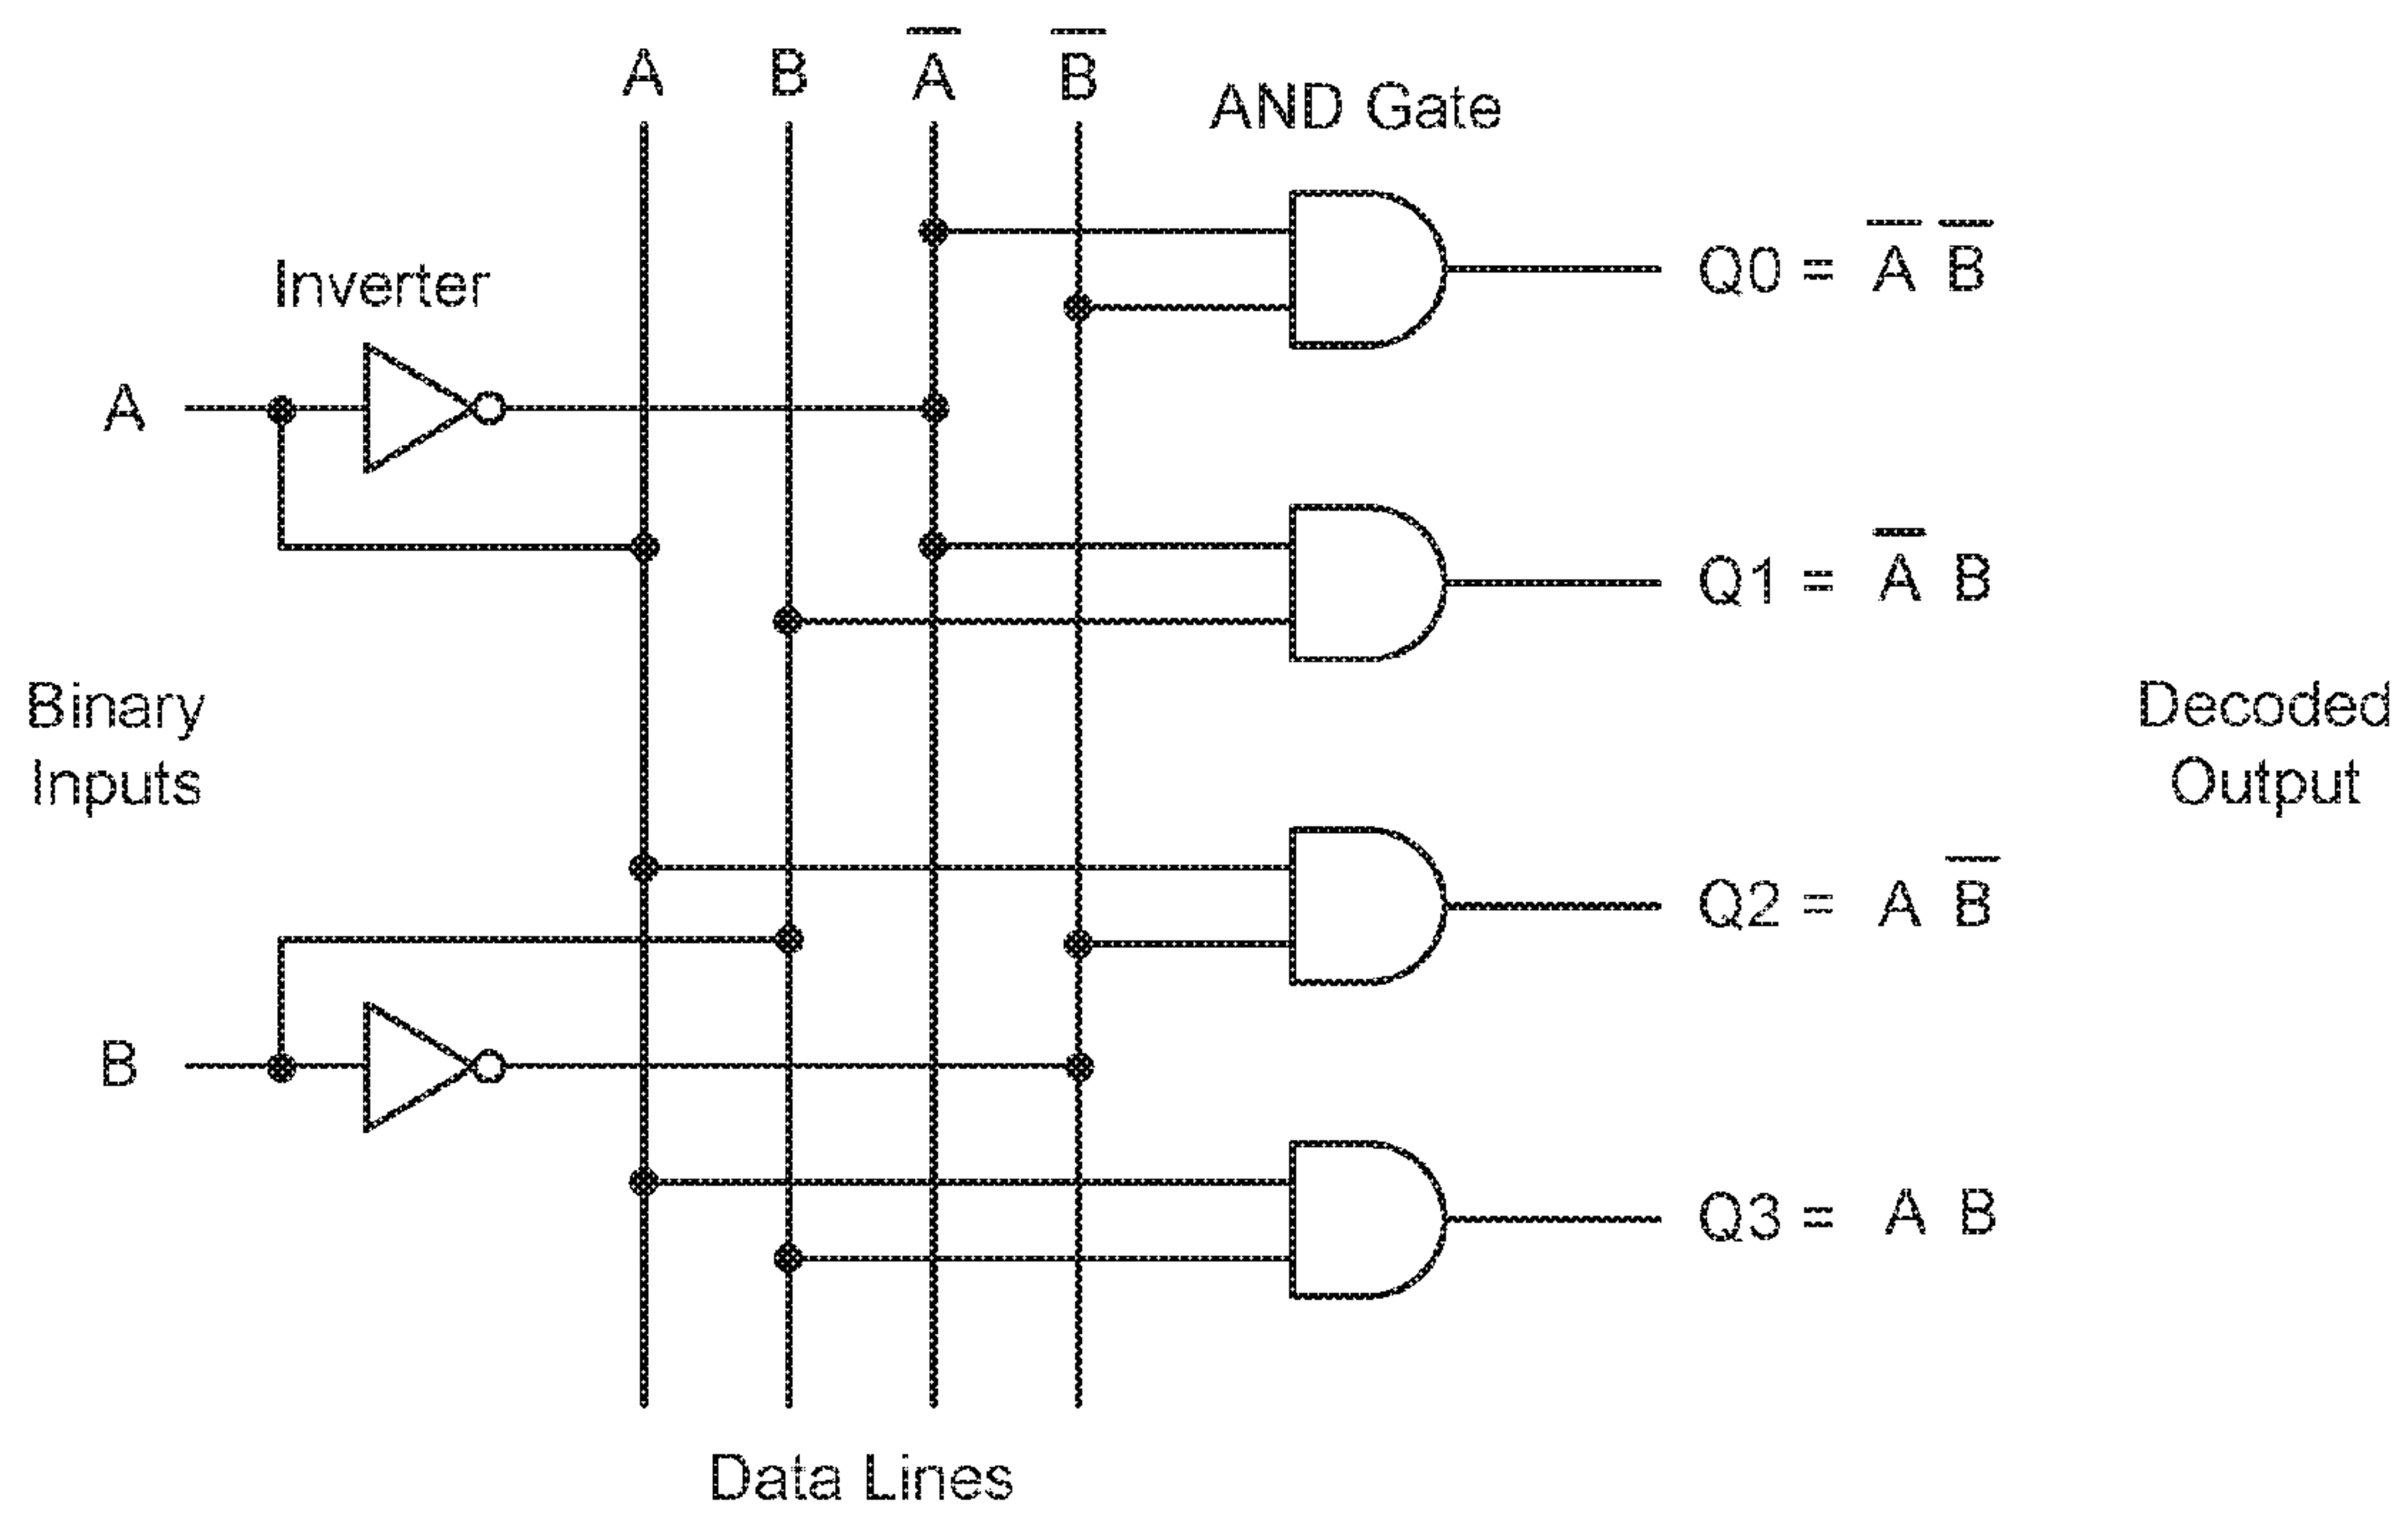 A B A̅ B̅
AND Gate
Inverter
Q0 = A̅ B̅
A
Q1 = A̅ B
Binary
Inputs
Decoded
Output
Q2 = A B̅
B
Q3 = A B
Data Lines